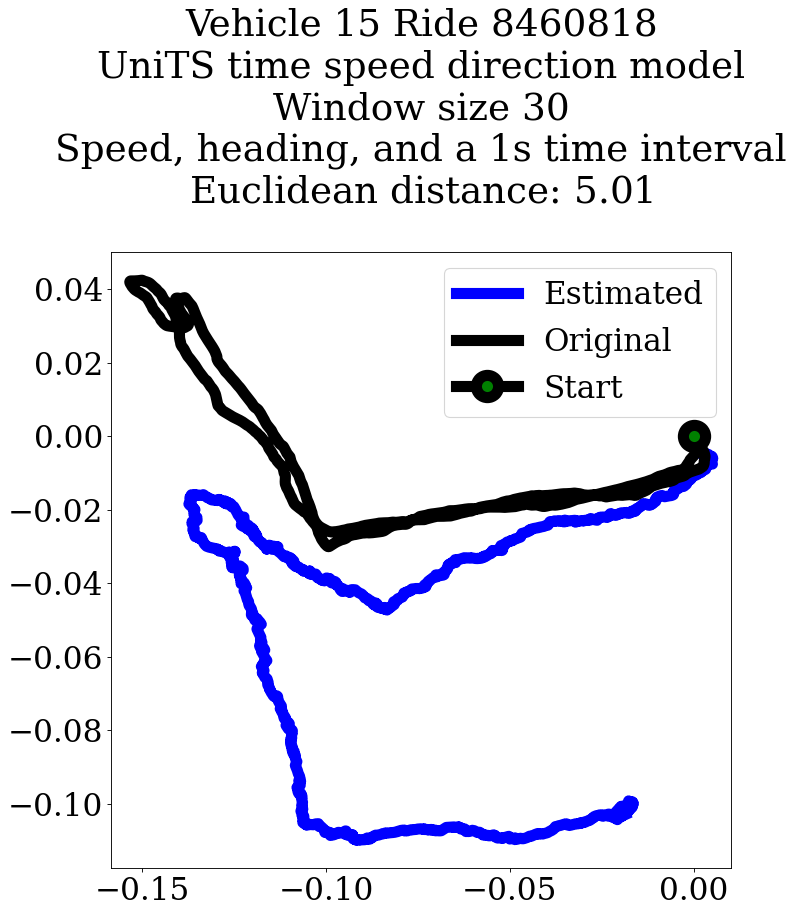 Vehicle 15 Ride 8460818
UniTS time speed direction model
Window size 30
Speed, heading, and a 1s time interval
Euclidean distance: 5.01
Estimated
Original
Start
0.04
0.02
0.00
−0.02
−0.04
−0.06
−0.08
−0.10
−0.15
−0.10
−0.05
0.00